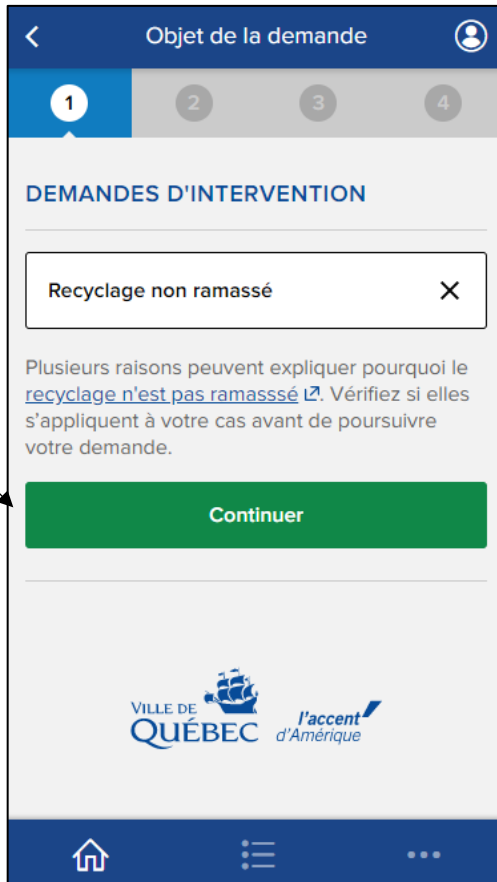 Objet de la demande
1 2 3 4
DEMANDES D'INTERVENTION
Recyclage non ramassé
Plusieurs raisons peuvent expliquer pourquoi le
recyclage n'est pas ramasssé. Vérifiez si elles
s’appliquent à votre cas avant de poursuivre
votre demande.
Continuer
VILLE DE
QUÉBEC
l'accent
d'Amérique